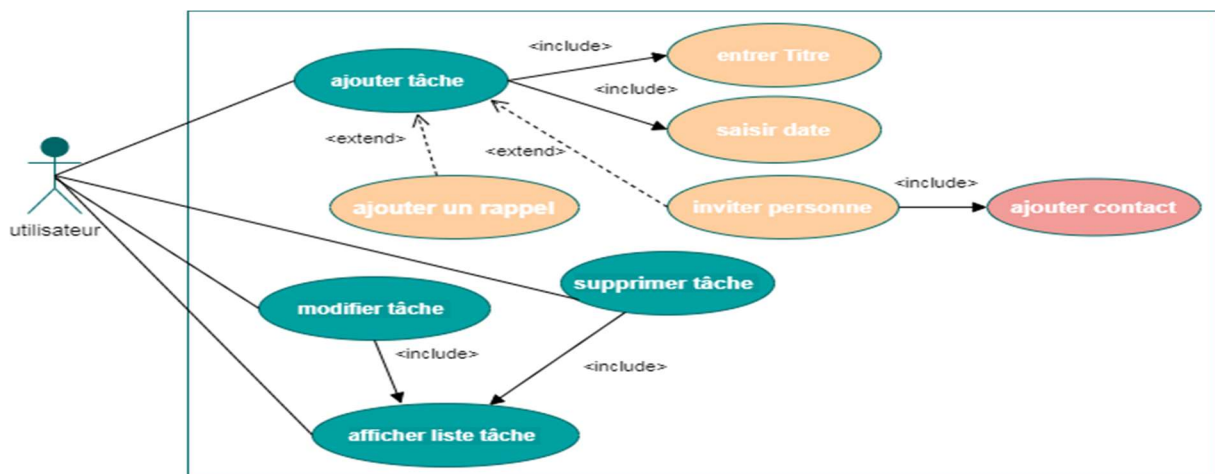 <include>
entrer Titre
ajouter tâche
<include>
saisir date
<extend>
<extend>
<include>
ajouter un rappel
inviter personne
ajouter contact
utilisateur
supprimer tâche
modifier tâche
<include>
<include>
afficher liste tâche